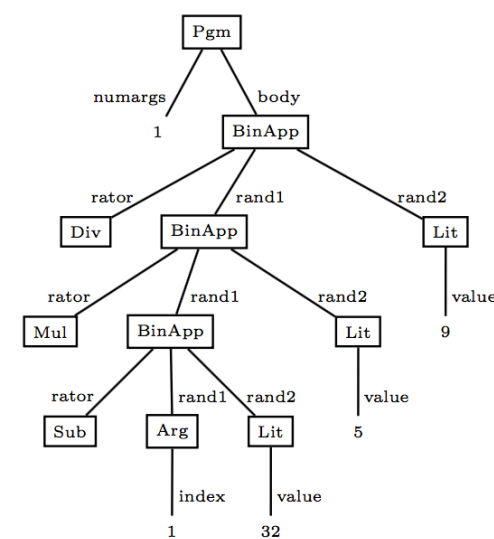 Pgm
numargs body
1 BinApp
rator rand1 rand2
Div BinApp Lit
rator rand1 rand2 value
Mul BinApp Lit 9
rator rand1 rand2 value
Sub Arg Lit 5
index value
1 32